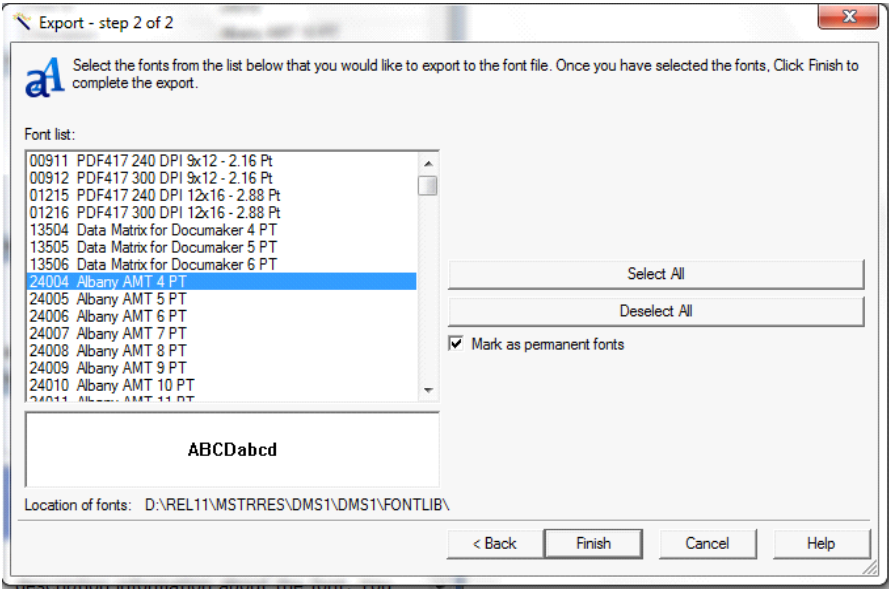 Export - step 2 of 2
Select the fonts from the list below that you would like to export to the font file. Once you have selected the fonts, Click Finish to
complete the export.
Font list:
00911 PDF417 240 DPI 9x12 - 2.16 Pt
00912 PDF417 300 DPI 9x12 - 2.16 Pt
01215 PDF417 240 DPI 12x16 - 2.88 Pt
01216 PDF417 300 DPI 12x16 - 2.88 Pt
13504 Data Matrix for Documaker 4 PT
13505 Data Matrix for Documaker 5 PT
13506 Data Matrix for Documaker 6 PT
24004 Albany AMT 4 PT
24005 Albany AMT 5 PT
24006 Albany AMT 6 PT
24007 Albany AMT 7 PT
24008 Albany AMT 8 PT
24009 Albany AMT 9 PT
24010 Albany AMT 10 PT
24011 Albany AMT 11 PT
Select All
Deselect All
Mark as permanent fonts
ABCDabcd
Location of fonts: D:\REL11\MSTRRES\DMS1\DMS1\FONTLIB\
< Back
Finish
Cancel
Help